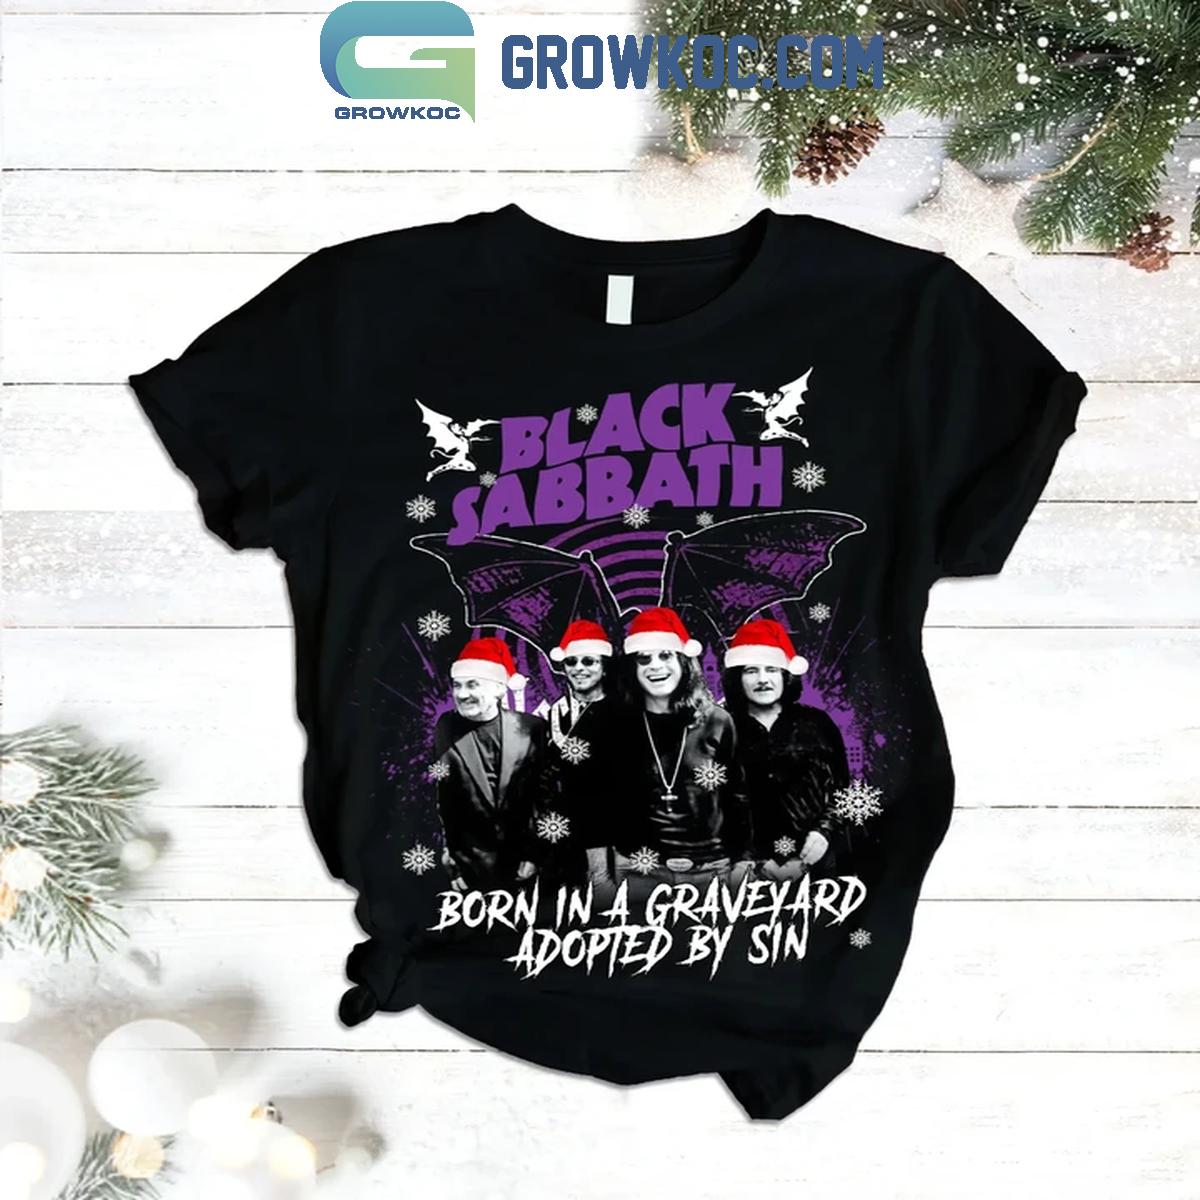 GROWKOC.COM
GROWKOC
BLACK
SABBATH
BORN IN A GRAVEYARD
ADOPTED BY SIN